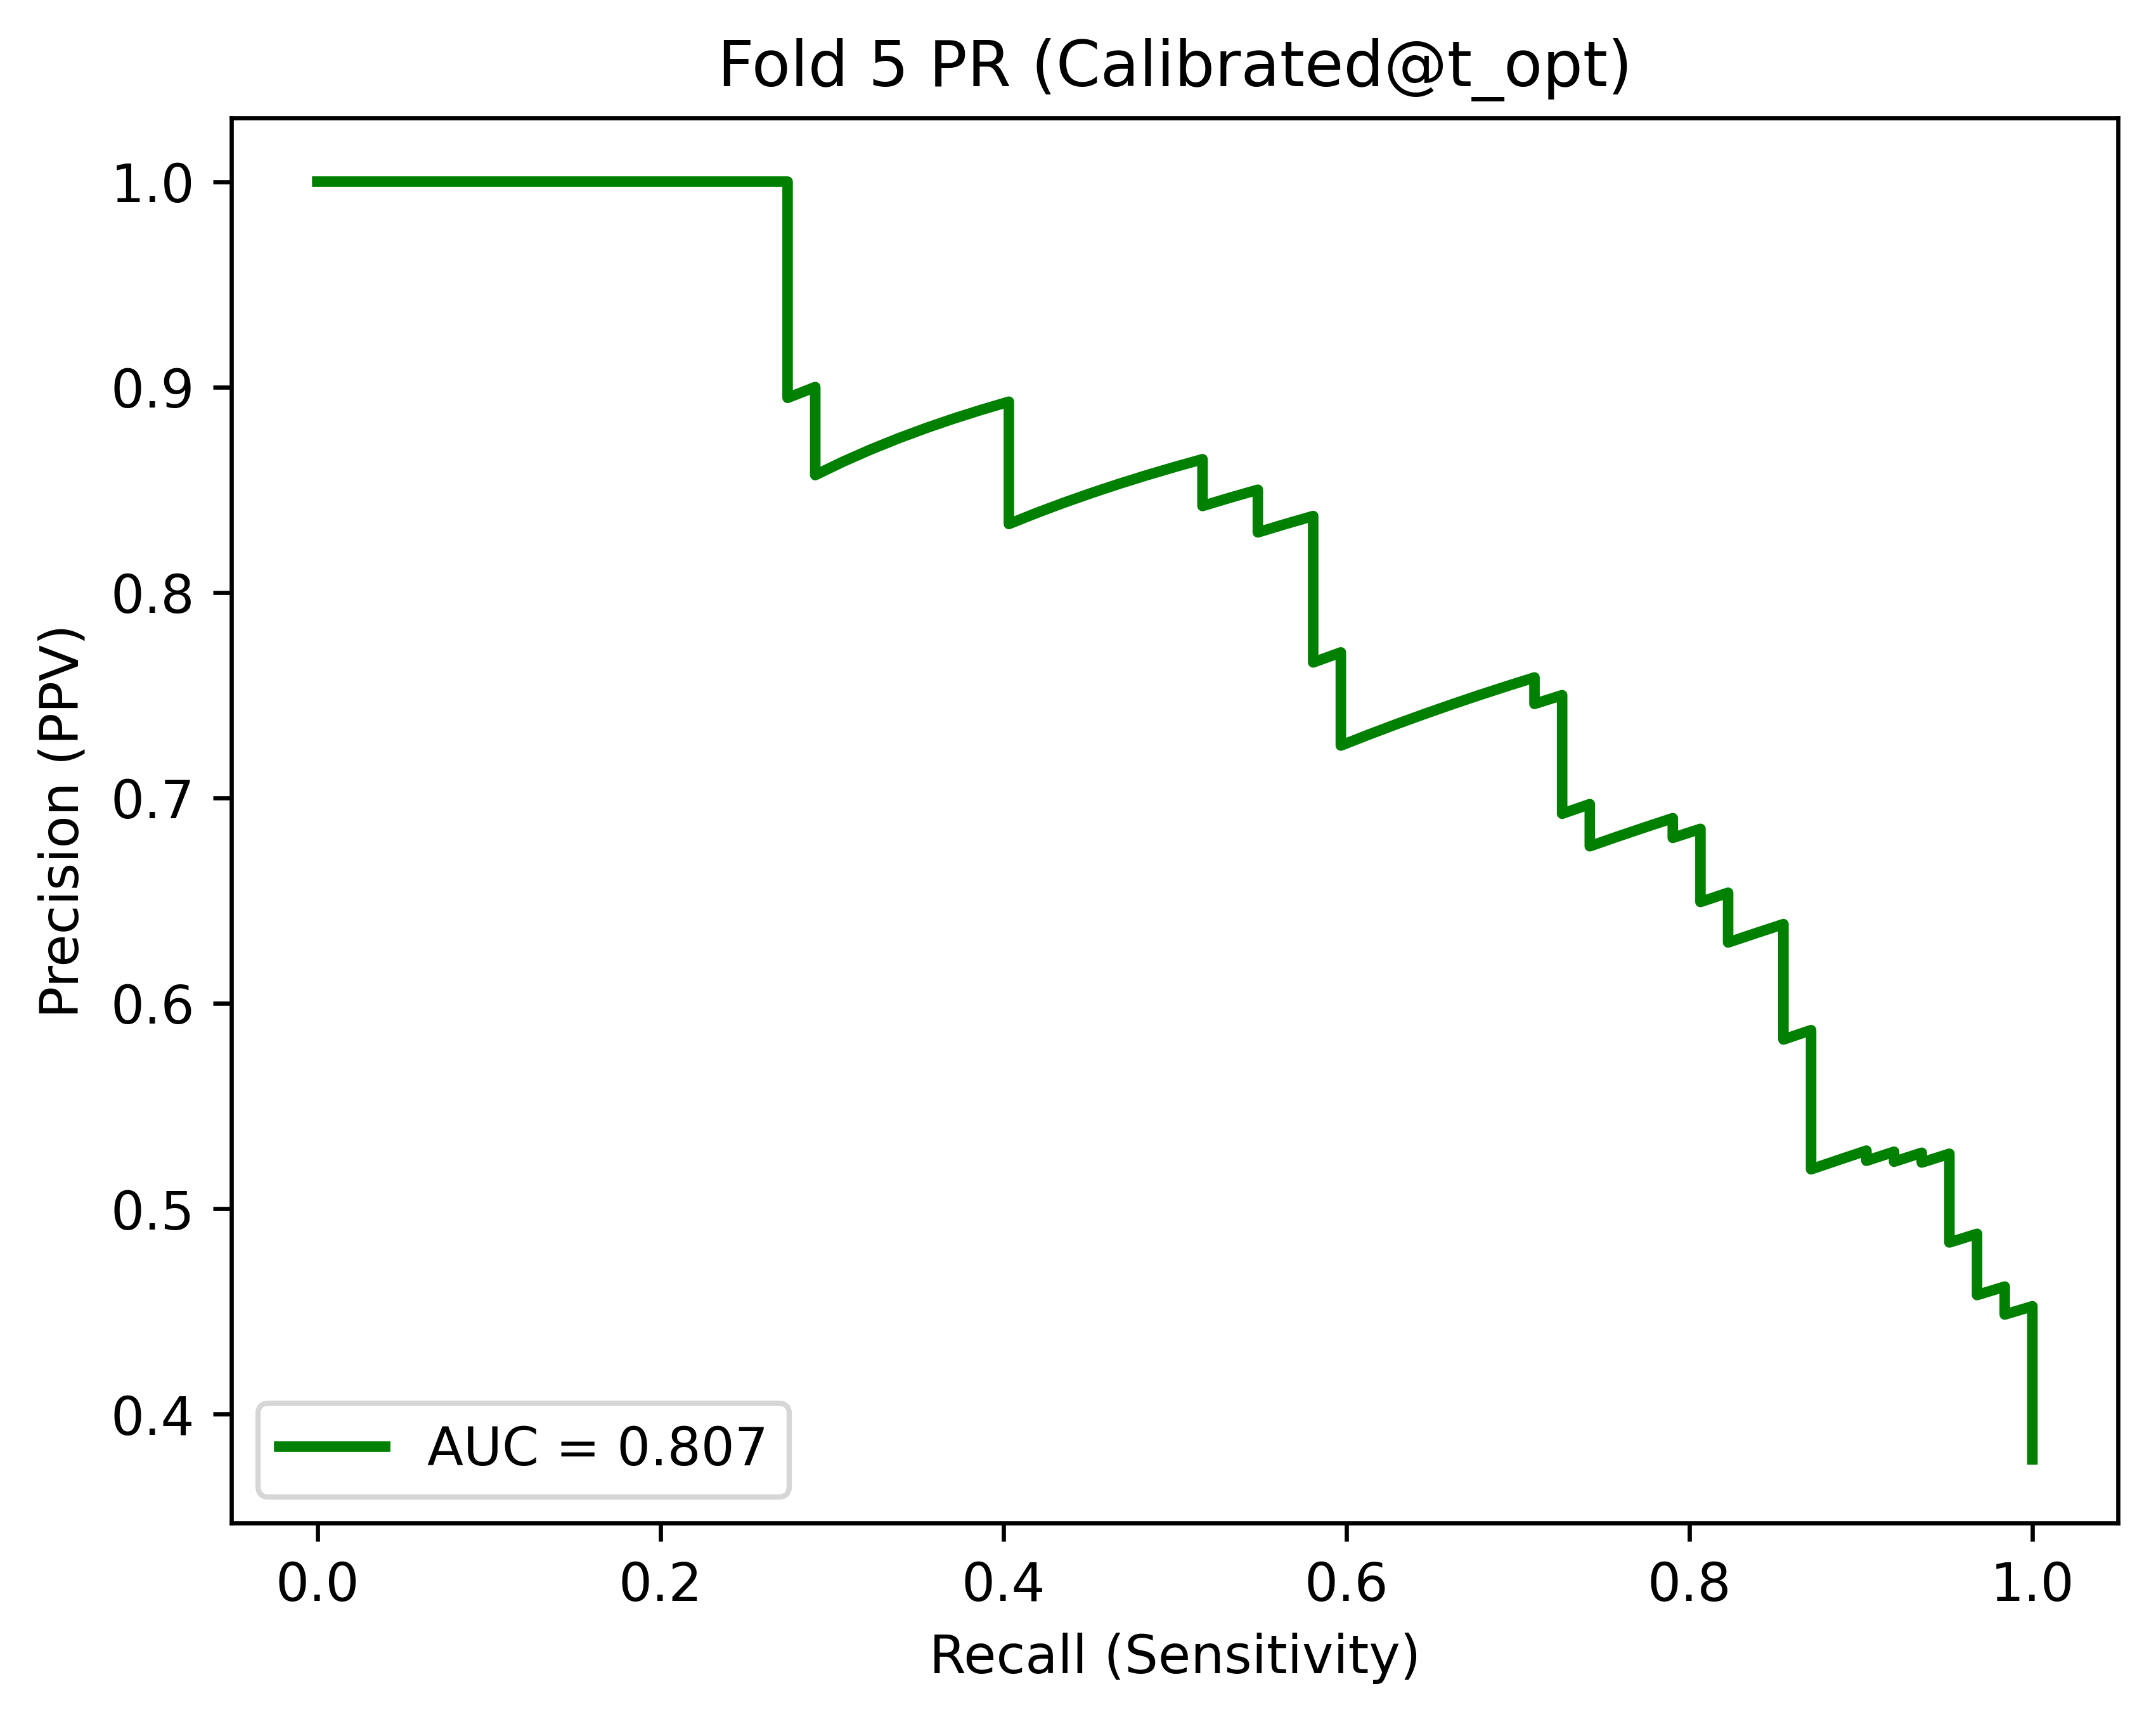 Fold 5 PR (Calibrated@t_opt)
Precision (PPV)
1.0
0.9
0.8
0.7
0.6
0.5
0.4
AUC = 0.807
0.0 0.2 0.4 0.6 0.8 1.0
Recall (Sensitivity)